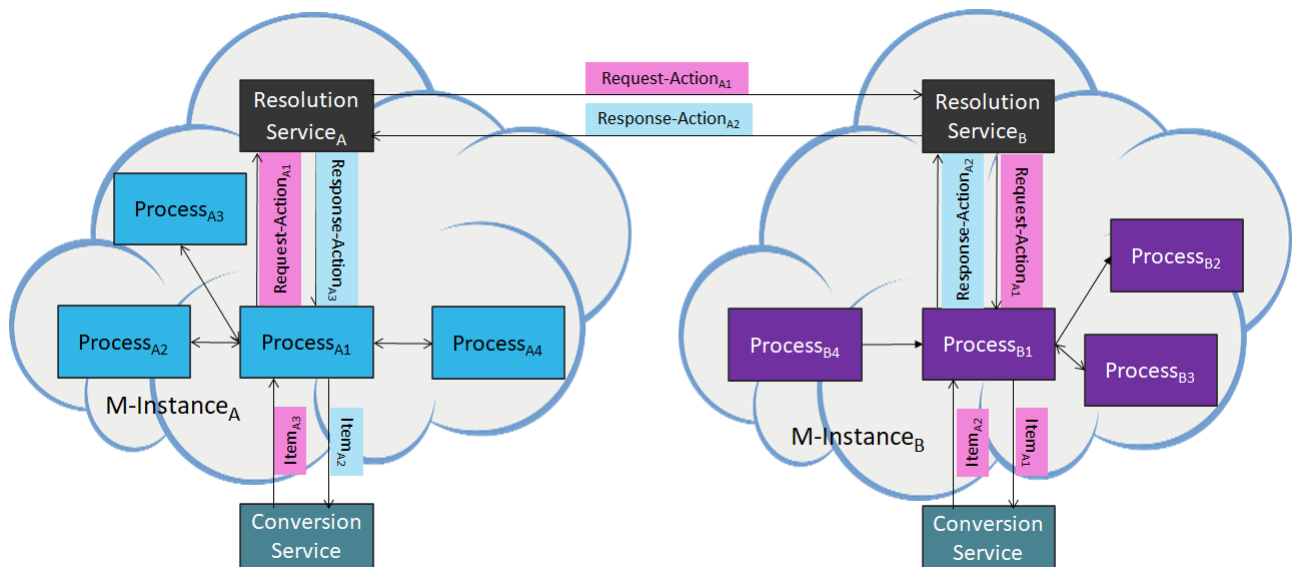 Request-ActionA1
Resolution
ServiceA
Resolution
ServiceB
Response-ActionA2
Request-ActionA1
Response-ActionA3
Response-ActionA2
Request-ActionA1
ProcessA3
ProcessB2
ProcessA2
ProcessA1
ProcessA4
ProcessB4
ProcessB1
ProcessB3
M-InstanceA
M-InstanceB
ItemA3
ItemA2
ItemA2
ItemA1
Conversion
Service
Conversion
Service